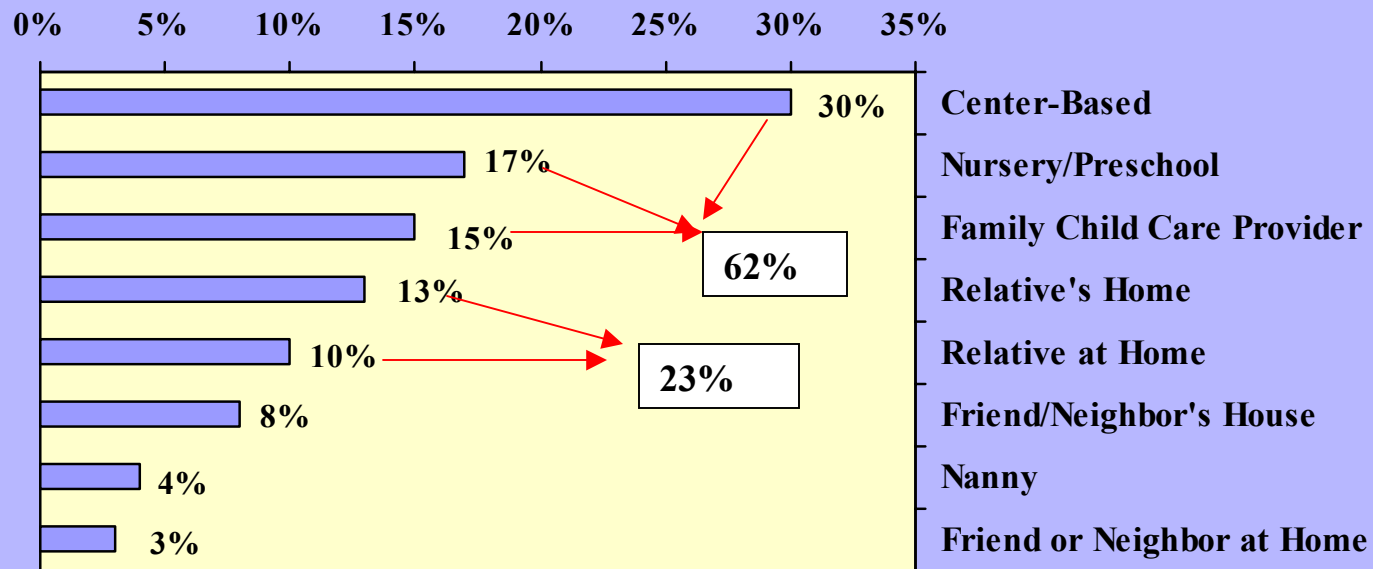 0% 5% 10% 15% 20% 25% 30% 35%
30% Center-Based
17% Nursery/Preschool
15% Family Child Care Provider
62%
13% Relative's Home
10% Relative at Home
23%
8% Friend/Neighbor's House
4% Nanny
3% Friend or Neighbor at Home